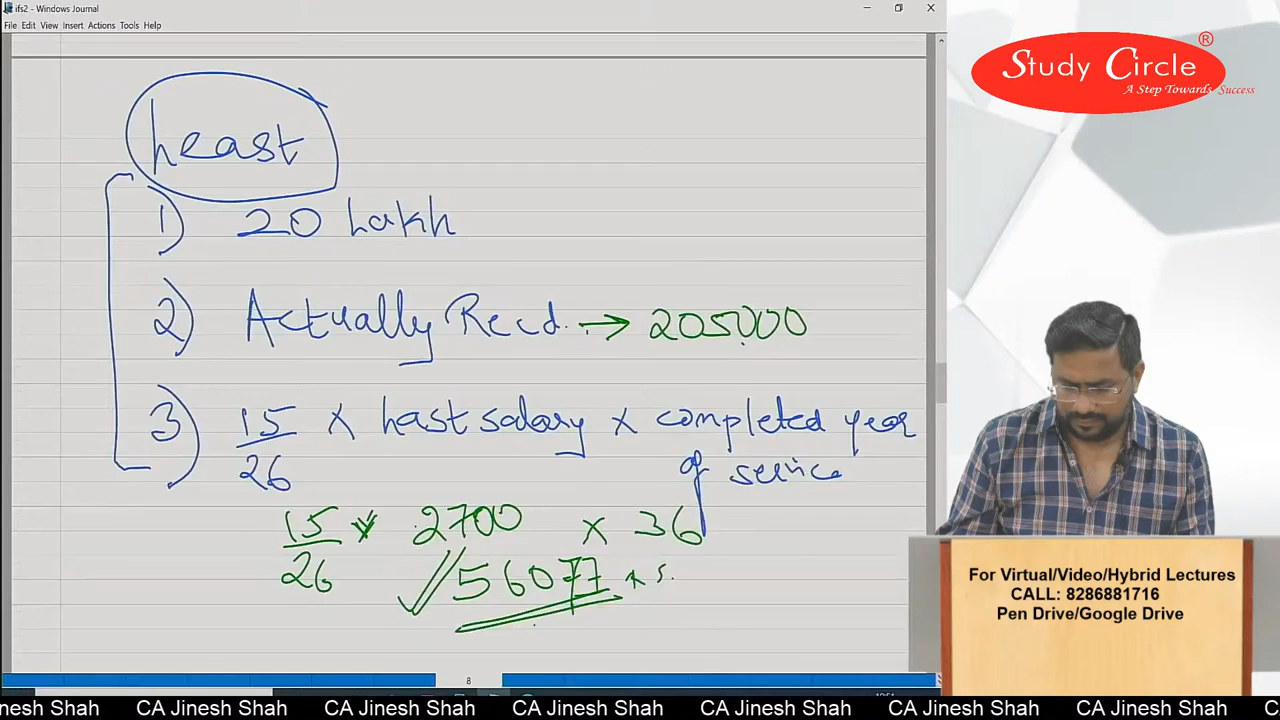 ifs2 - Windows Journal
File Edit View Insert Actions Tools Help
Study Circle ®
A Step Towards Success
Least
1) 20 Lakh
2) Actually Recd. → 205000
3) 15/26 x Last salary x completed year
of service
15/26 x 2700 x 36
56077
8
For Virtual/Video/Hybrid Lectures
CALL: 8286881716
Pen Drive/Google Drive
nesh Shah CA Jinesh Shah CA Jinesh Shah CA Jinesh Shah CA Jinesh Shah CA Jinesh Shah